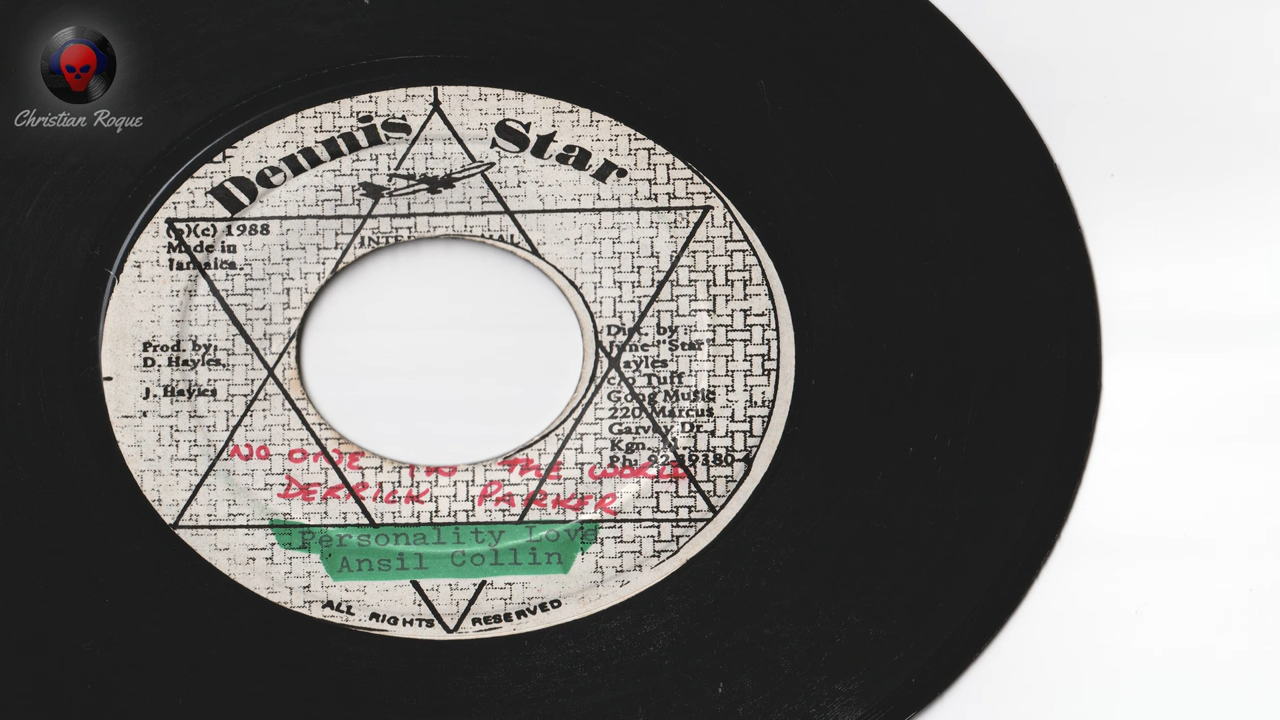 Christian Roque
Dennis Star
INTERNATIONAL
(p)(c) 1988
Made in
Jamaica.
Prod. by:
D. Hayles,
J. Hayles
Dist. by
"Star"
Hayles
c/o Tuff
Gong Music
220 Marcus
Garvey Dr.
Kgn
Ph:
NO ONE IN THE WORLD
DERRICK PARKER
Personality Love
Ansil Collin
ALL RIGHTS RESERVED